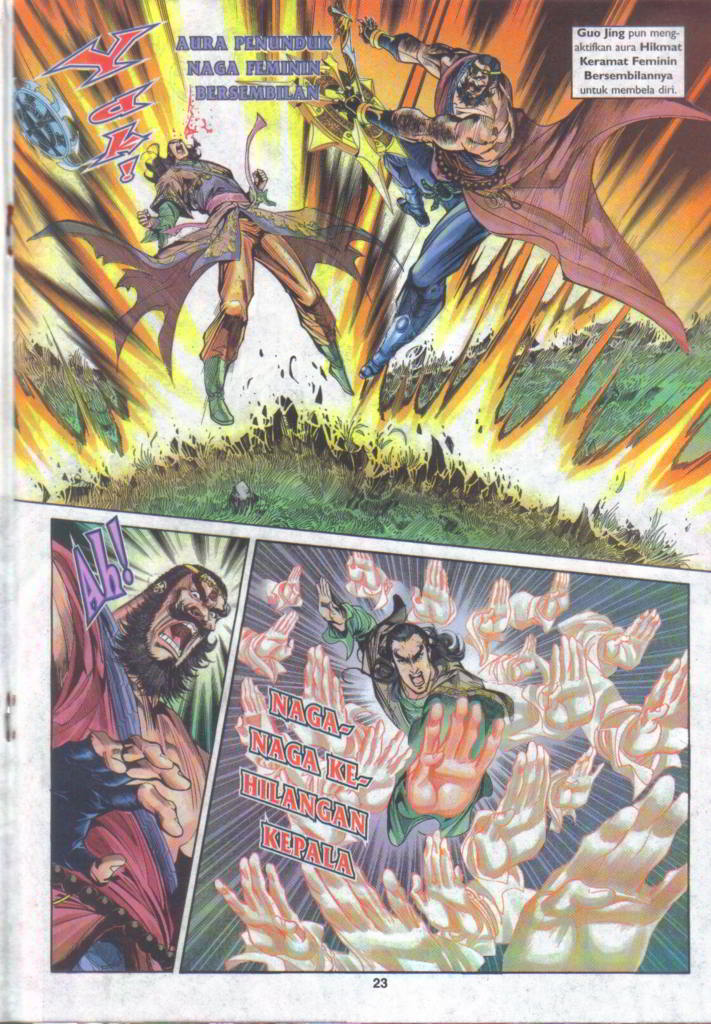 YAK!
AURA PENUNDUK
NAGA FEMININ
BERSEMBILAN
Guo Jing pun meng-
aktifkan aura Hikmat
Keramat Feminin
Bersembilannya
untuk membela diri.
Ah!
NAGA-
NAGA KE-
HILANGAN
KEPALA
23